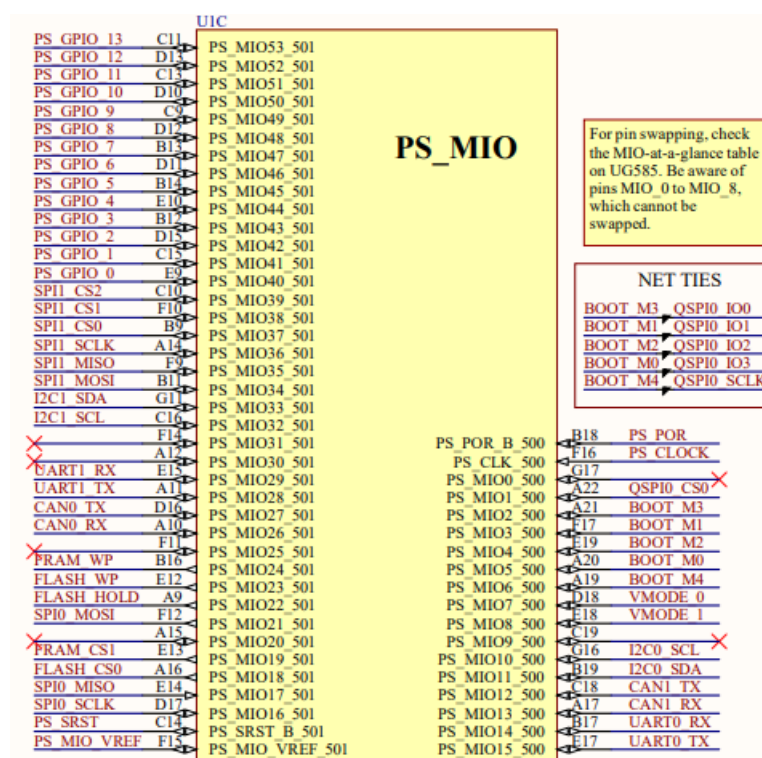 U1C
PS_MIO
PS_GPIO_13 C11 PS_MIO53_501
PS_GPIO_12 D13 PS_MIO52_501
PS_GPIO_11 C13 PS_MIO51_501
PS_GPIO_10 D10 PS_MIO50_501
PS_GPIO_9 C9 PS_MIO49_501
PS_GPIO_8 D12 PS_MIO48_501
PS_GPIO_7 B13 PS_MIO47_501
PS_GPIO_6 D11 PS_MIO46_501
PS_GPIO_5 B14 PS_MIO45_501
PS_GPIO_4 E10 PS_MIO44_501
PS_GPIO_3 B12 PS_MIO43_501
PS_GPIO_2 D15 PS_MIO42_501
PS_GPIO_1 C15 PS_MIO41_501
PS_GPIO_0 E9 PS_MIO40_501
SPI1_CS2 C10 PS_MIO39_501
SPI1_CS1 F10 PS_MIO38_501
SPI1_CS0 B9 PS_MIO37_501
SPI1_SCLK A14 PS_MIO36_501
SPI1_MISO F9 PS_MIO35_501
SPI1_MOSI B11 PS_MIO34_501
I2C1_SDA G11 PS_MIO33_501
I2C1_SCL C16 PS_MIO32_501
F14 PS_MIO31_501
A12 PS_MIO30_501
UART1_RX E15 PS_MIO29_501
UART1_TX A11 PS_MIO28_501
CAN0_TX D16 PS_MIO27_501
CAN0_RX A10 PS_MIO26_501
F11 PS_MIO25_501
FRAM_WP B16 PS_MIO24_501
FLASH_WP E12 PS_MIO23_501
FLASH_HOLD A9 PS_MIO22_501
SPI0_MOSI F12 PS_MIO21_501
A15 PS_MIO20_501
FRAM_CS1 E13 PS_MIO19_501
FLASH_CS0 A16 PS_MIO18_501
SPI0_MISO E14 PS_MIO17_501
SPI0_SCLK D17 PS_MIO16_501
PS_SRST C14 PS_SRST_B_501
PS_MIO_VREF F15 PS_MIO_VREF_501
For pin swapping, check
the MIO-at-a-glance table
on UG585. Be aware of
pins MIO_0 to MIO_8,
which cannot be
swapped.
NET TIES
BOOT_M3 QSPI0_IO0
BOOT_M1 QSPI0_IO1
BOOT_M2 QSPI0_IO2
BOOT_M0 QSPI0_IO3
BOOT_M4 QSPI0_SCLK
PS_POR_B_500 B18 PS_POR
PS_CLK_500 F16 PS_CLOCK
PS_MIO0_500 G17
PS_MIO1_500 A22 QSPI0_CS0
PS_MIO2_500 A21 BOOT_M3
PS_MIO3_500 F17 BOOT_M1
PS_MIO4_500 E19 BOOT_M2
PS_MIO5_500 A20 BOOT_M0
PS_MIO6_500 A19 BOOT_M4
PS_MIO7_500 D18 VMODE_0
PS_MIO8_500 E18 VMODE_1
PS_MIO9_500 C19
PS_MIO10_500 G16 I2C0_SCL
PS_MIO11_500 B19 I2C0_SDA
PS_MIO12_500 C18 CAN1_TX
PS_MIO13_500 A17 CAN1_RX
PS_MIO14_500 B17 UART0_RX
PS_MIO15_500 E17 UART0_TX